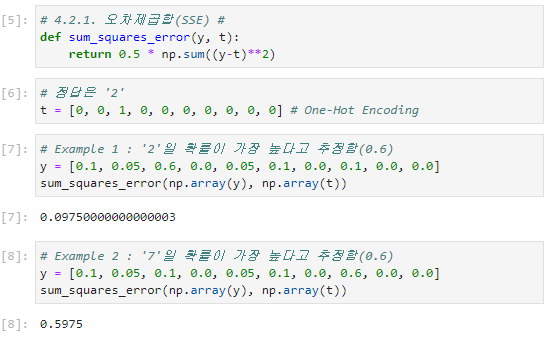 [5]: # 4.2.1. 오차제곱합(SSE) #
def sum_squares_error(y, t):
    return 0.5 * np.sum((y-t)**2)
[6]: # 정답은 '2'
t = [0, 0, 1, 0, 0, 0, 0, 0, 0, 0] # One-Hot Encoding
[7]: # Example 1 : '2'일 확률이 가장 높다고 추정함(0.6)
y = [0.1, 0.05, 0.6, 0.0, 0.05, 0.1, 0.0, 0.1, 0.0, 0.0]
sum_squares_error(np.array(y), np.array(t))
[7]: 0.09750000000000003
[8]: # Example 2 : '7'일 확률이 가장 높다고 추정함(0.6)
y = [0.1, 0.05, 0.1, 0.0, 0.05, 0.1, 0.0, 0.6, 0.0, 0.0]
sum_squares_error(np.array(y), np.array(t))
[8]: 0.5975